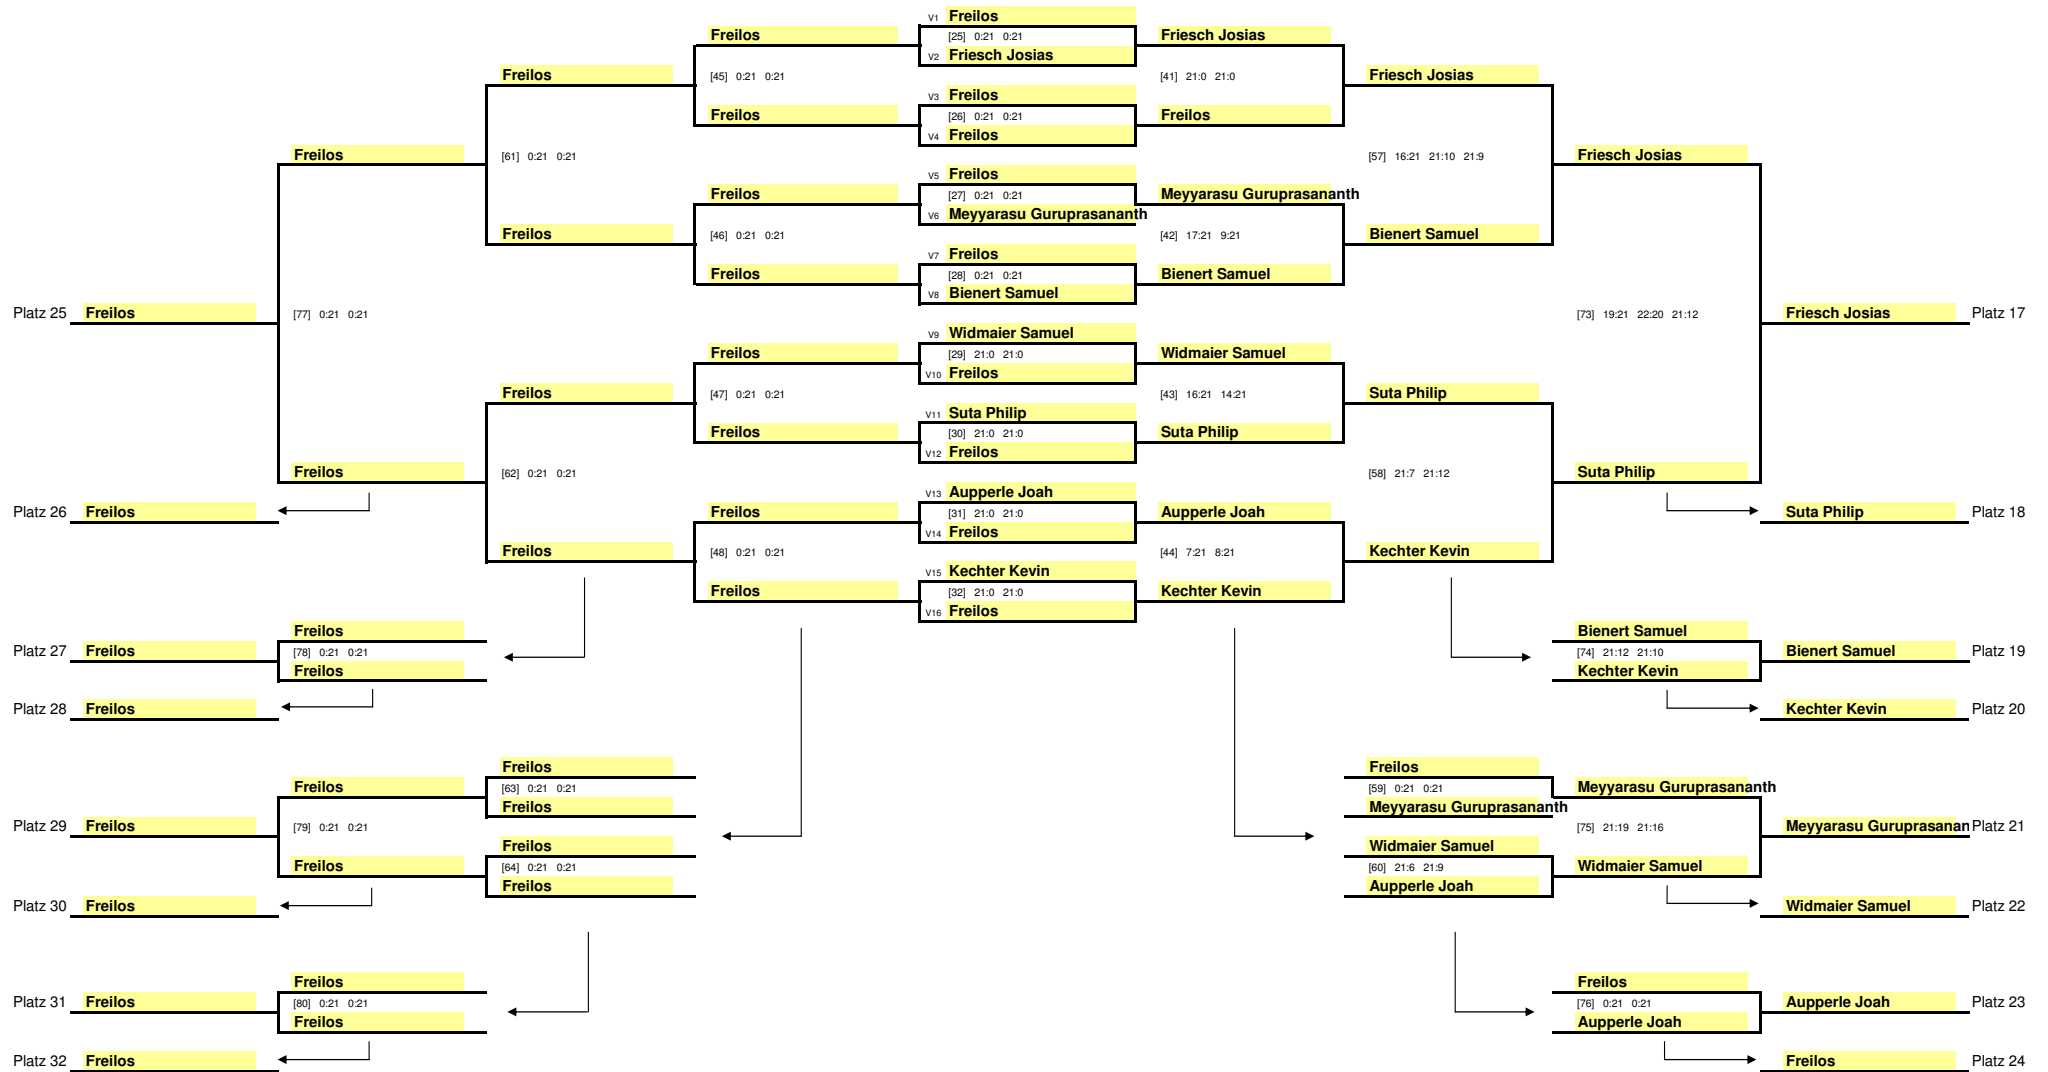 V1 Freilos
Freilos [25] 0:21 0:21 Friesch Josias
V2 Friesch Josias
Freilos [45] 0:21 0:21 [41] 21:0 21:0 Friesch Josias
V3 Freilos
Freilos [26] 0:21 0:21 Freilos
V4 Freilos
Freilos [61] 0:21 0:21 [57] 16:21 21:10 21:9 Friesch Josias
V5 Freilos
Freilos [27] 0:21 0:21 Meyyarasu Guruprasananth
V6 Meyyarasu Guruprasananth
Freilos [46] 0:21 0:21 [42] 17:21 9:21 Bienert Samuel
V7 Freilos
Freilos [28] 0:21 0:21 Bienert Samuel
V8 Bienert Samuel
Platz 25 Freilos [77] 0:21 0:21 [73] 19:21 22:20 21:12 Friesch Josias Platz 17
V9 Widmaier Samuel
Freilos [29] 21:0 21:0 Widmaier Samuel
V10 Freilos
Freilos [47] 0:21 0:21 [43] 16:21 14:21 Suta Philip
V11 Suta Philip
Freilos [30] 21:0 21:0 Suta Philip
V12 Freilos
Freilos [62] 0:21 0:21 [58] 21:7 21:12 Suta Philip
V13 Aupperle Joah
Platz 26 Freilos Freilos [31] 21:0 21:0 Aupperle Joah Suta Philip Platz 18
V14 Freilos
Freilos [48] 0:21 0:21 [44] 7:21 8:21 Kechter Kevin
V15 Kechter Kevin
Freilos [32] 21:0 21:0 Kechter Kevin
V16 Freilos
Freilos Bienert Samuel
Platz 27 Freilos [78] 0:21 0:21 [74] 21:12 21:10 Bienert Samuel Platz 19
Freilos Kechter Kevin
Platz 28 Freilos Kechter Kevin Platz 20
Freilos Freilos
Freilos [63] 0:21 0:21 [59] 0:21 0:21 Meyyarasu Guruprasananth
Freilos Meyyarasu Guruprasananth
Platz 29 Freilos [79] 0:21 0:21 [75] 21:19 21:16 Meyyarasu Guruprasanan Platz 21
Freilos Widmaier Samuel
Freilos [64] 0:21 0:21 [60] 21:6 21:9 Widmaier Samuel
Freilos Aupperle Joah
Platz 30 Freilos Widmaier Samuel Platz 22
Freilos Freilos
Platz 31 Freilos [80] 0:21 0:21 [76] 0:21 0:21 Aupperle Joah Platz 23
Freilos Aupperle Joah
Platz 32 Freilos Freilos Platz 24